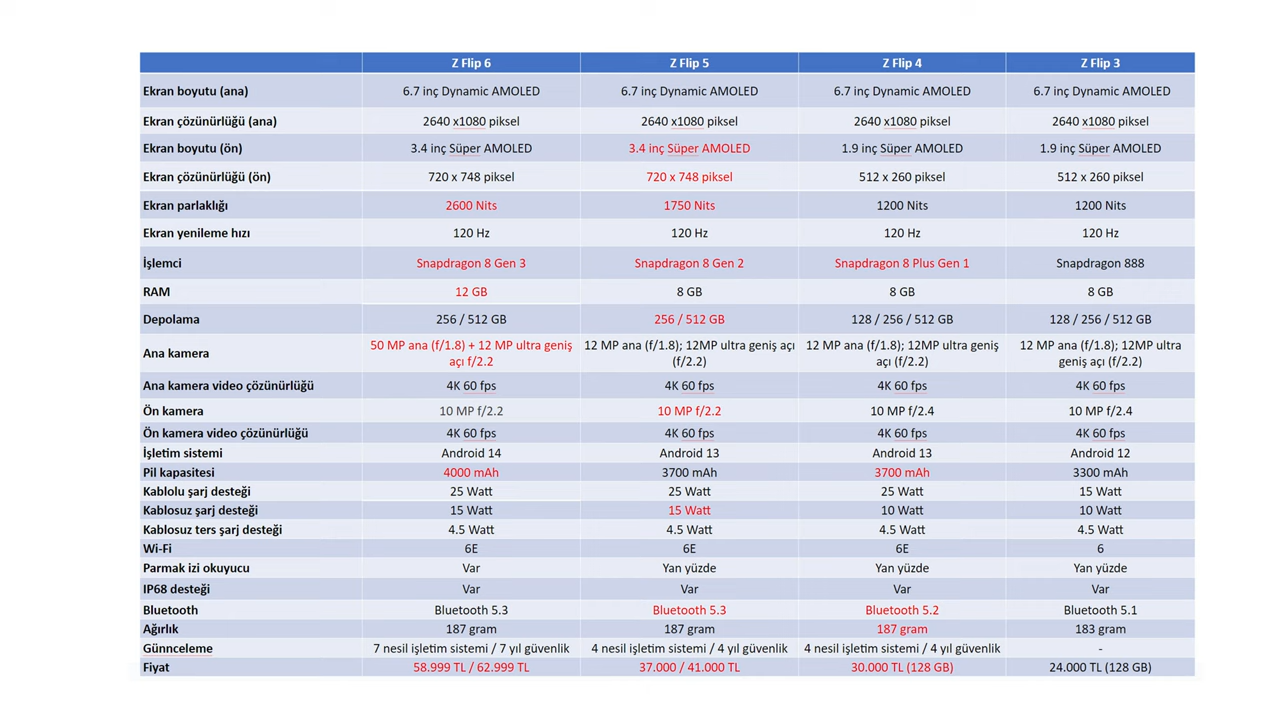 Z Flip 6 Z Flip 5 Z Flip 4 Z Flip 3
Ekran boyutu (ana) 6.7 inç Dynamic AMOLED 6.7 inç Dynamic AMOLED 6.7 inç Dynamic AMOLED 6.7 inç Dynamic AMOLED
Ekran çözünürlüğü (ana) 2640 x1080 piksel 2640 x1080 piksel 2640 x1080 piksel 2640 x1080 piksel
Ekran boyutu (ön) 3.4 inç Süper AMOLED 3.4 inç Süper AMOLED 1.9 inç Süper AMOLED 1.9 inç Süper AMOLED
Ekran çözünürlüğü (ön) 720 x 748 piksel 720 x 748 piksel 512 x 260 piksel 512 x 260 piksel
Ekran parlaklığı 2600 Nits 1750 Nits 1200 Nits 1200 Nits
Ekran yenileme hızı 120 Hz 120 Hz 120 Hz 120 Hz
İşlemci Snapdragon 8 Gen 3 Snapdragon 8 Gen 2 Snapdragon 8 Plus Gen 1 Snapdragon 888
RAM 12 GB 8 GB 8 GB 8 GB
Depolama 256 / 512 GB 256 / 512 GB 128 / 256 / 512 GB 128 / 256 / 512 GB
Ana kamera 50 MP ana (f/1.8) + 12 MP ultra geniş açı f/2.2 12 MP ana (f/1.8); 12MP ultra geniş açı (f/2.2) 12 MP ana (f/1.8); 12MP ultra geniş açı (f/2.2) 12 MP ana (f/1.8); 12MP ultra geniş açı (f/2.2)
Ana kamera video çözünürlüğü 4K 60 fps 4K 60 fps 4K 60 fps 4K 60 fps
Ön kamera 10 MP f/2.2 10 MP f/2.2 10 MP f/2.4 10 MP f/2.4
Ön kamera video çözünürlüğü 4K 60 fps 4K 60 fps 4K 60 fps 4K 60 fps
İşletim sistemi Android 14 Android 13 Android 13 Android 12
Pil kapasitesi 4000 mAh 3700 mAh 3700 mAh 3300 mAh
Kablolu şarj desteği 25 Watt 25 Watt 25 Watt 15 Watt
Kablosuz şarj desteği 15 Watt 15 Watt 10 Watt 10 Watt
Kablosuz ters şarj desteği 4.5 Watt 4.5 Watt 4.5 Watt 4.5 Watt
Wi-Fi 6E 6E 6E 6
Parmak izi okuyucu Var Yan yüzde Yan yüzde Yan yüzde
IP68 desteği Var Var Var Var
Bluetooth Bluetooth 5.3 Bluetooth 5.3 Bluetooth 5.2 Bluetooth 5.1
Ağırlık 187 gram 187 gram 187 gram 183 gram
Günnceleme 7 nesil işletim sistemi / 7 yıl güvenlik 4 nesil işletim sistemi / 4 yıl güvenlik 4 nesil işletim sistemi / 4 yıl güvenlik -
Fiyat 58.999 TL / 62.999 TL 37.000 / 41.000 TL 30.000 TL (128 GB) 24.000 TL (128 GB)